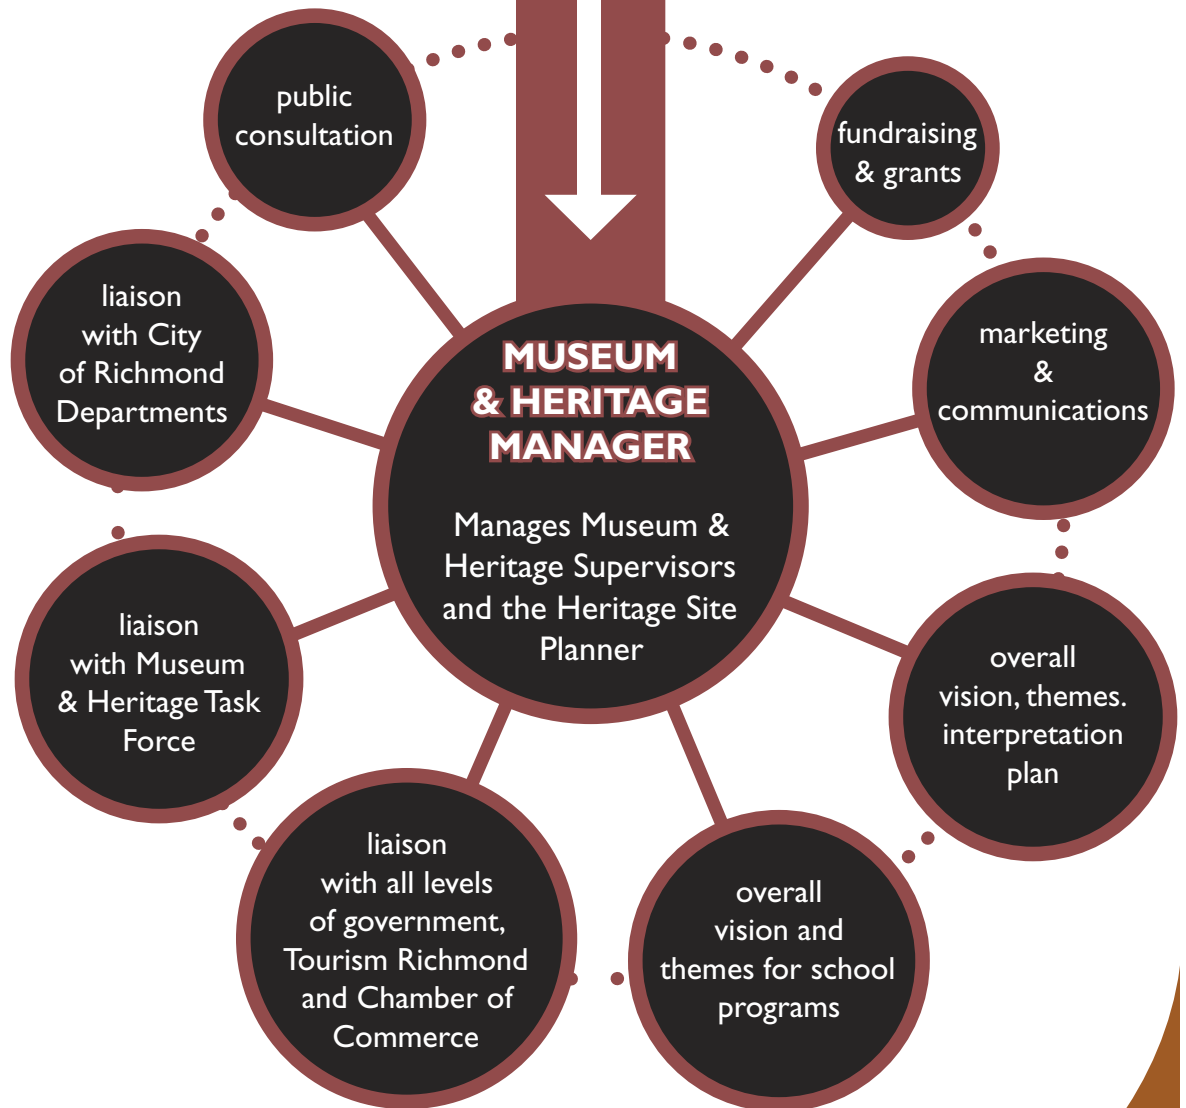 public
consultation
fundraising
& grants
liaison
with City
of Richmond
Departments
marketing
&
communications
MUSEUM
& HERITAGE
MANAGER
Manages Museum &
Heritage Supervisors
and the Heritage Site
Planner
liaison
with Museum
& Heritage Task
Force
overall
vision, themes.
interpretation
plan
liaison
with all levels
of government,
Tourism Richmond
and Chamber of
Commerce
overall
vision and
themes for school
programs